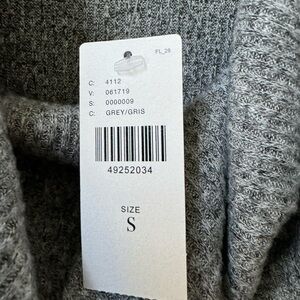 FL_26
C: 4112
V: 061719
S: 0000009
C: GREY/GRIS
49252034
SIZE
S